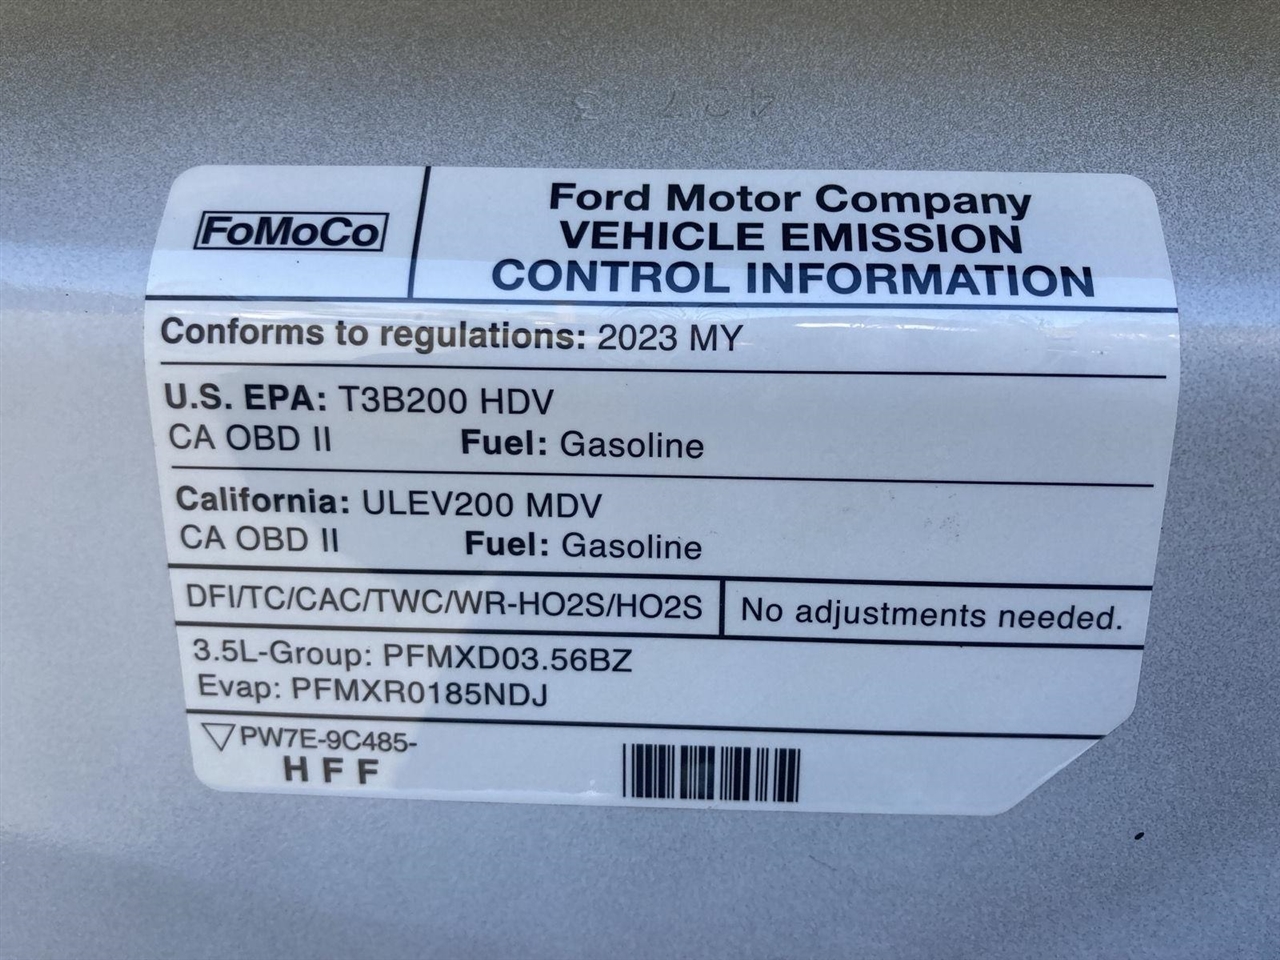 FoMoCo
Ford Motor Company
VEHICLE EMISSION
CONTROL INFORMATION
Conforms to regulations: 2023 MY
U.S. EPA: T3B200 HDV
CA OBD II Fuel: Gasoline
California: ULEV200 MDV
CA OBD II Fuel: Gasoline
DFI/TC/CAC/TWC/WR-HO2S/HO2S
No adjustments needed.
3.5L-Group: PFMXD03.56BZ
Evap: PFMXR0185NDJ
PW7E-9C485-
HFF